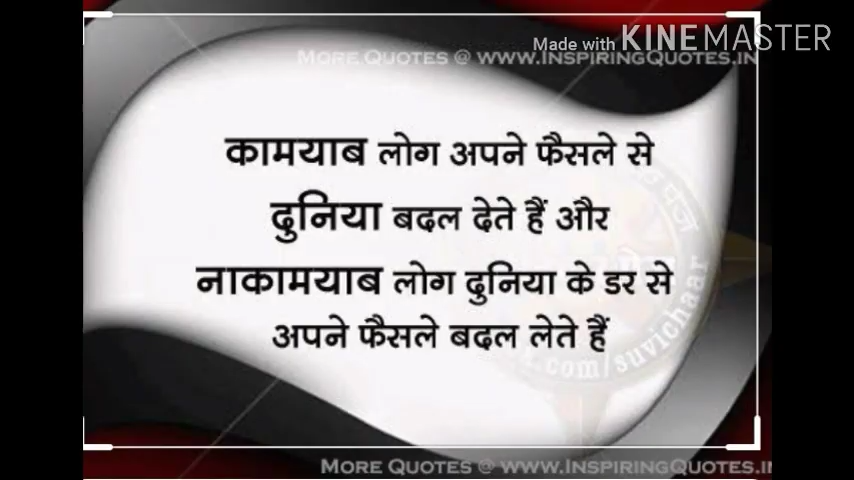 Made with KINEMASTER
MORE QUOTES @ WWW.INSPIRINGQUOTES.IN
कामयाब लोग अपने फैसले से
दुनिया बदल देते हैं और
नाकामयाब लोग दुनिया के डर से
अपने फैसले बदल लेते हैं
.com/suvichaar
MORE QUOTES @ WWW.INSPIRINGQUOTES.I